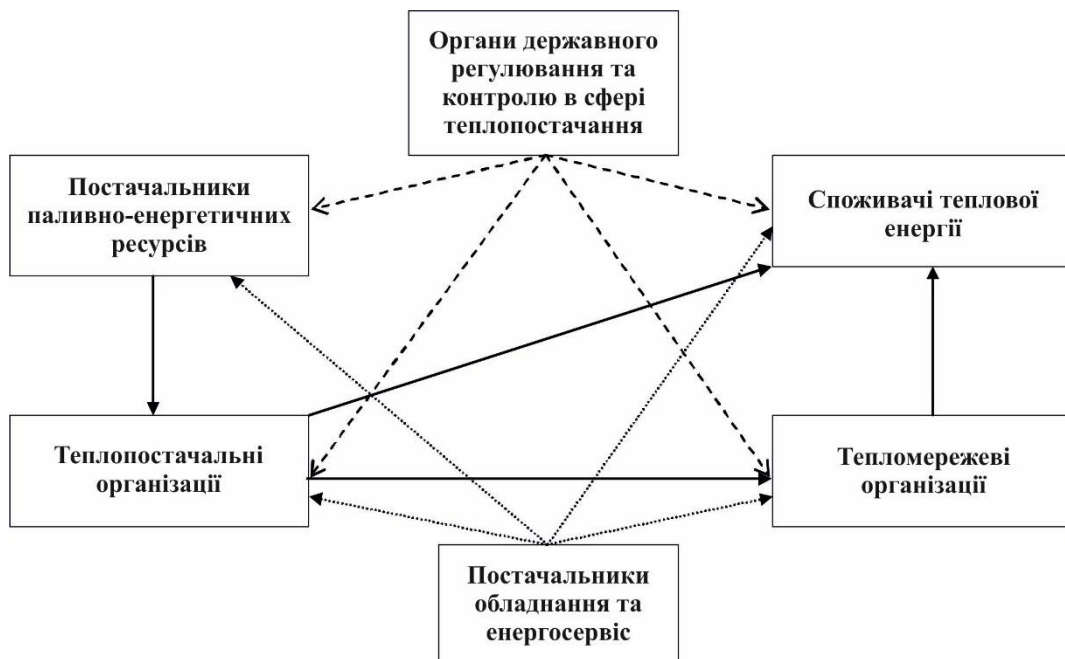 Органи державного
регулювання та
контролю в сфері
теплопостачання
Постачальники
паливно-енергетичних
ресурсів
Споживачі теплової
енергії
Теплопостачальні
організації
Тепломережеві
організації
Постачальники
обладнання та
енергосервіс